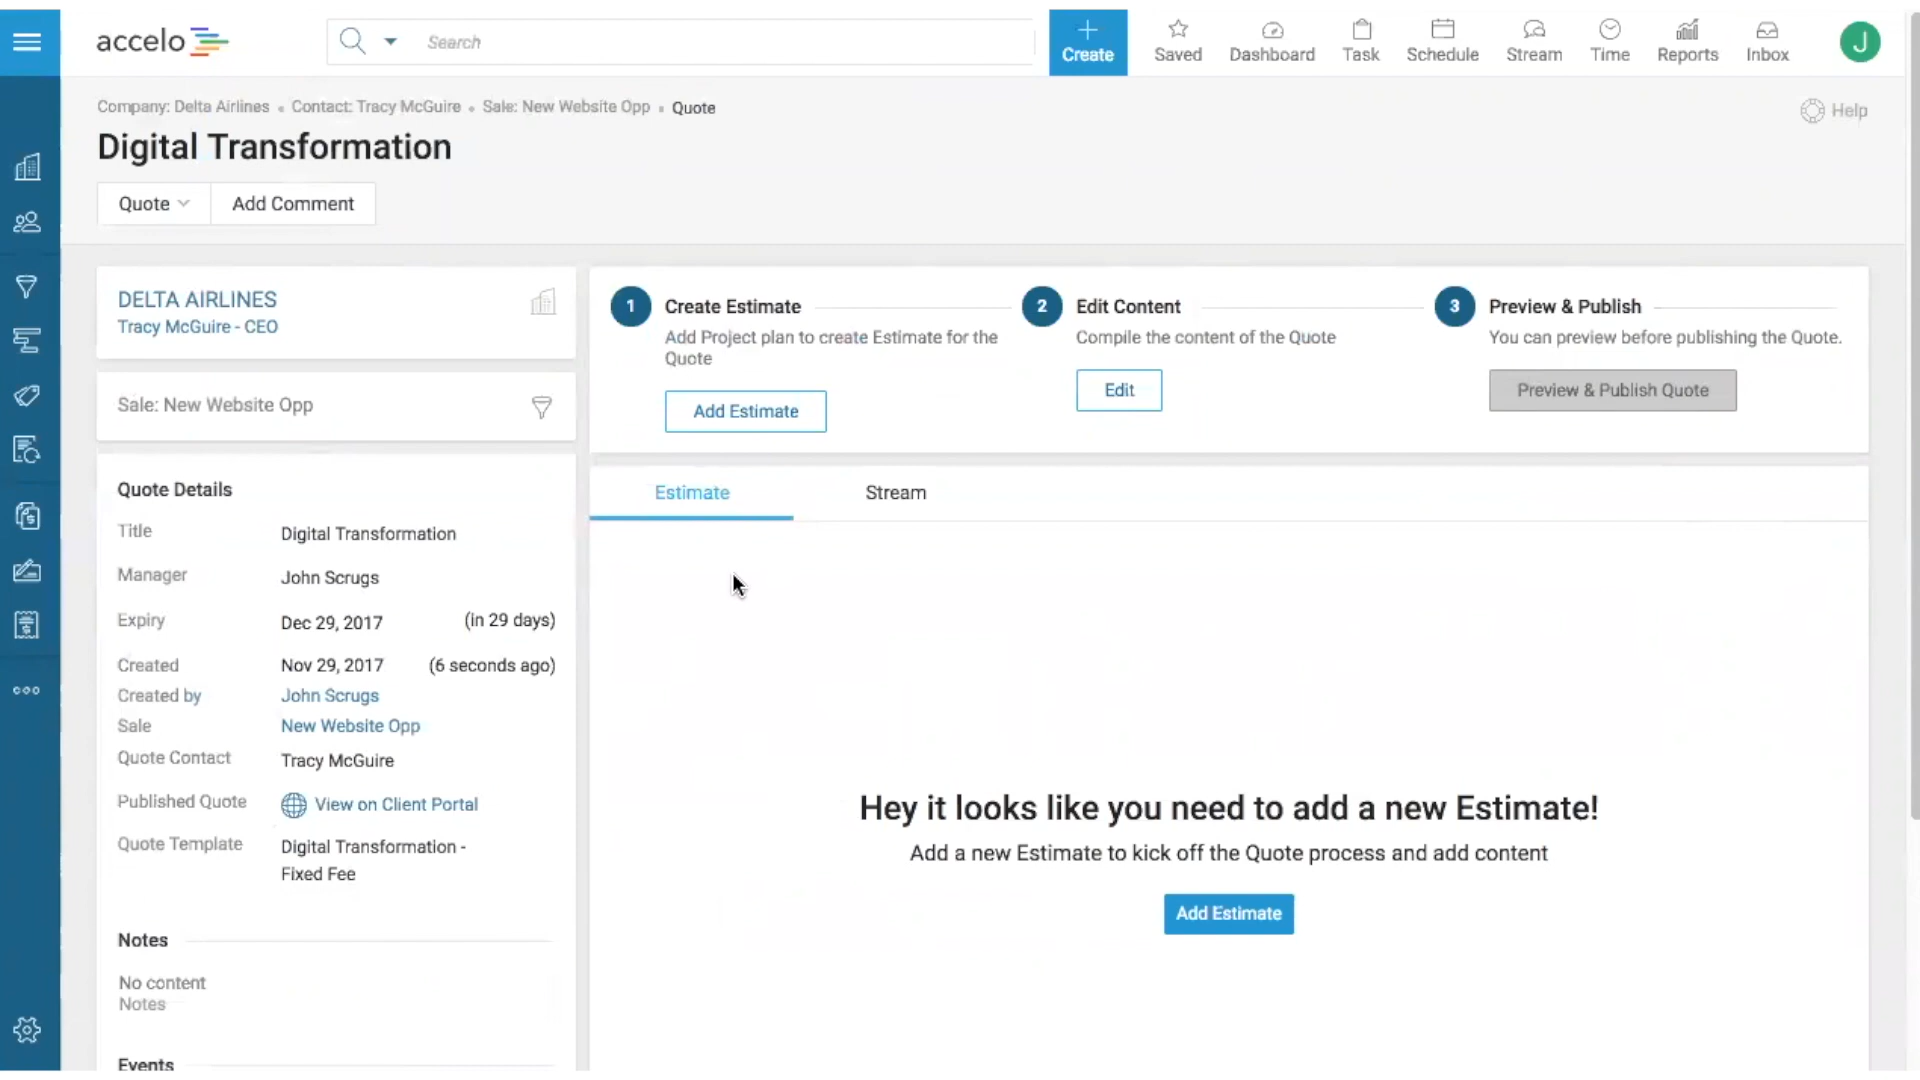 accelo
Search
Create
Saved
Dashboard
Task
Schedule
Stream
Time
Reports
Inbox
J
Company: Delta Airlines • Contact: Tracy McGuire • Sale: New Website Opp • Quote
Help
Digital Transformation
Quote
Add Comment
DELTA AIRLINES
Tracy McGuire - CEO
Sale: New Website Opp
1
Create Estimate
Add Project plan to create Estimate for the
Quote
Add Estimate
2
Edit Content
Compile the content of the Quote
Edit
3
Preview & Publish
You can preview before publishing the Quote.
Preview & Publish Quote
Quote Details
Title Digital Transformation
Manager John Scrugs
Expiry Dec 29, 2017 (in 29 days)
Created Nov 29, 2017 (6 seconds ago)
Created by John Scrugs
Sale New Website Opp
Quote Contact Tracy McGuire
Published Quote View on Client Portal
Quote Template Digital Transformation -
Fixed Fee
Notes
No content
Notes
Events
Estimate
Stream
Hey it looks like you need to add a new Estimate!
Add a new Estimate to kick off the Quote process and add content
Add Estimate